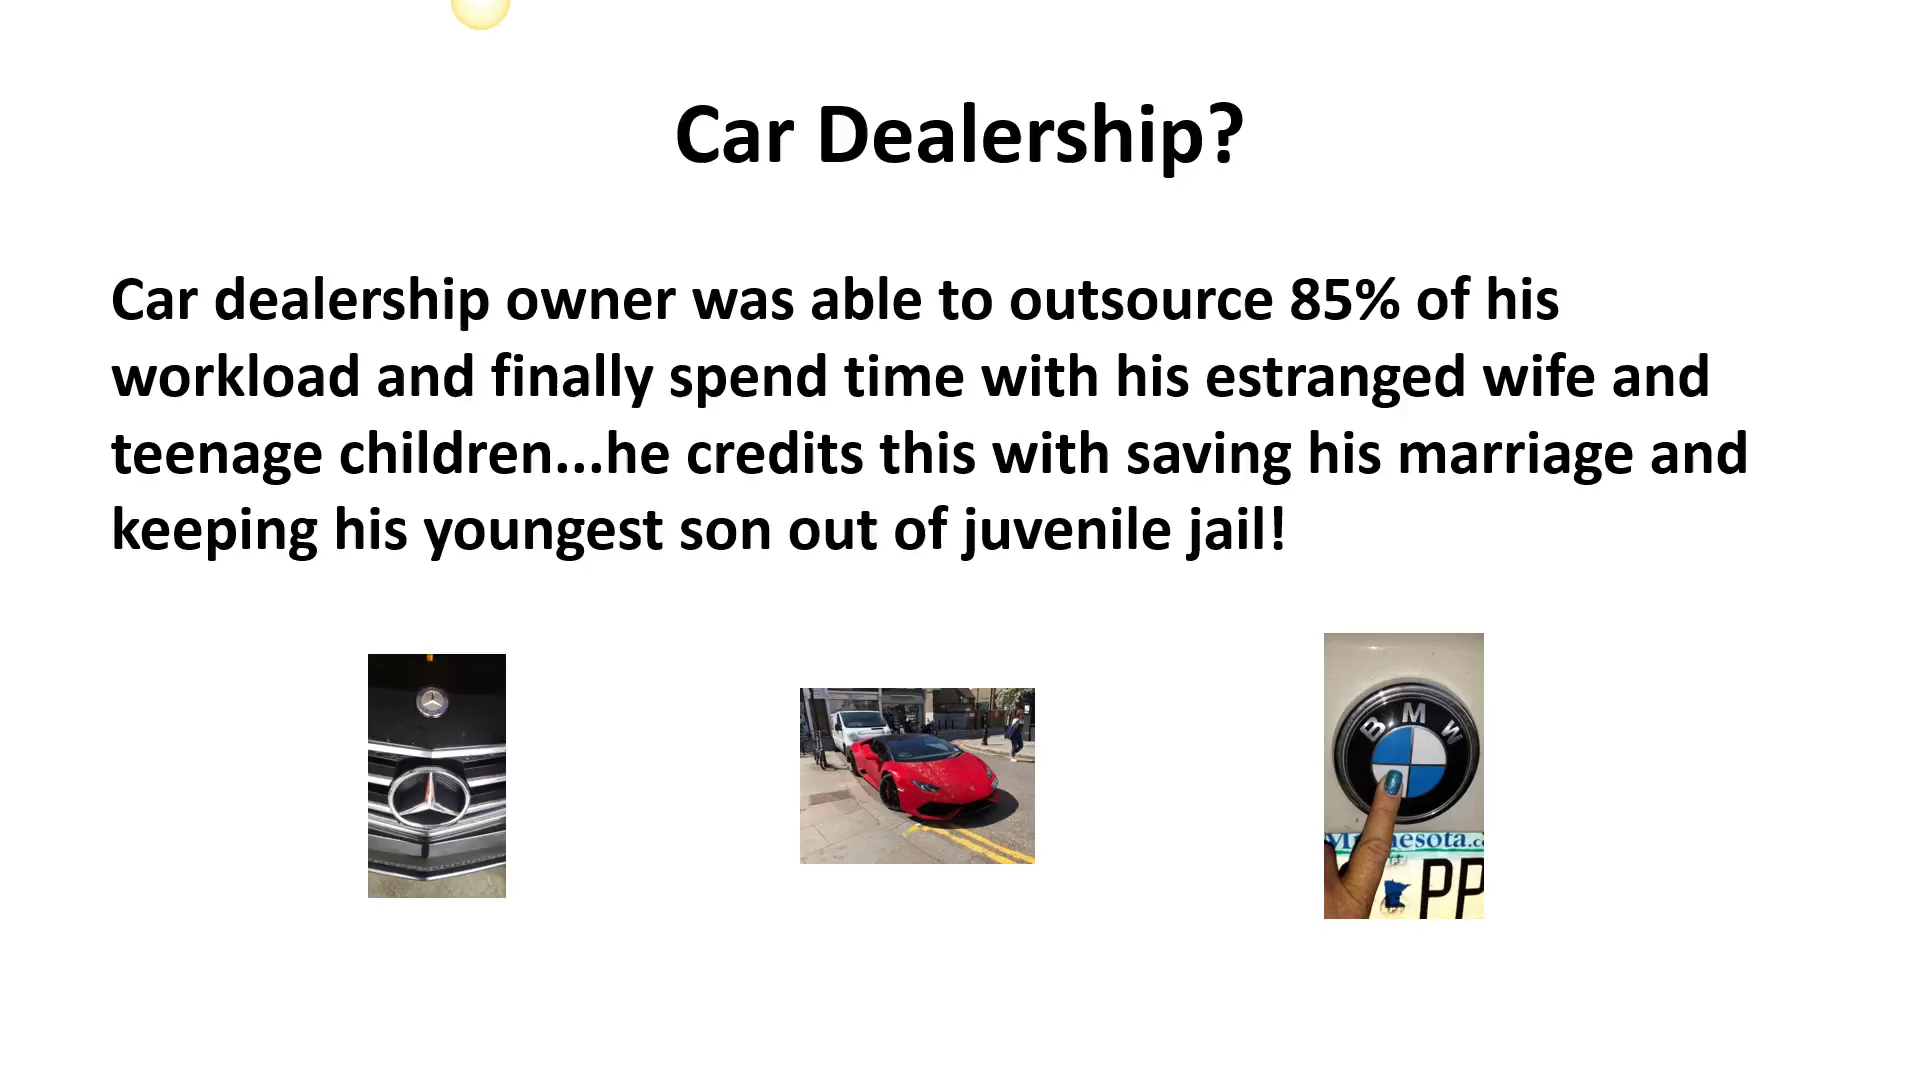 Car Dealership?
Car dealership owner was able to outsource 85% of his
workload and finally spend time with his estranged wife and
teenage children...he credits this with saving his marriage and
keeping his youngest son out of juvenile jail!
BMW
PP